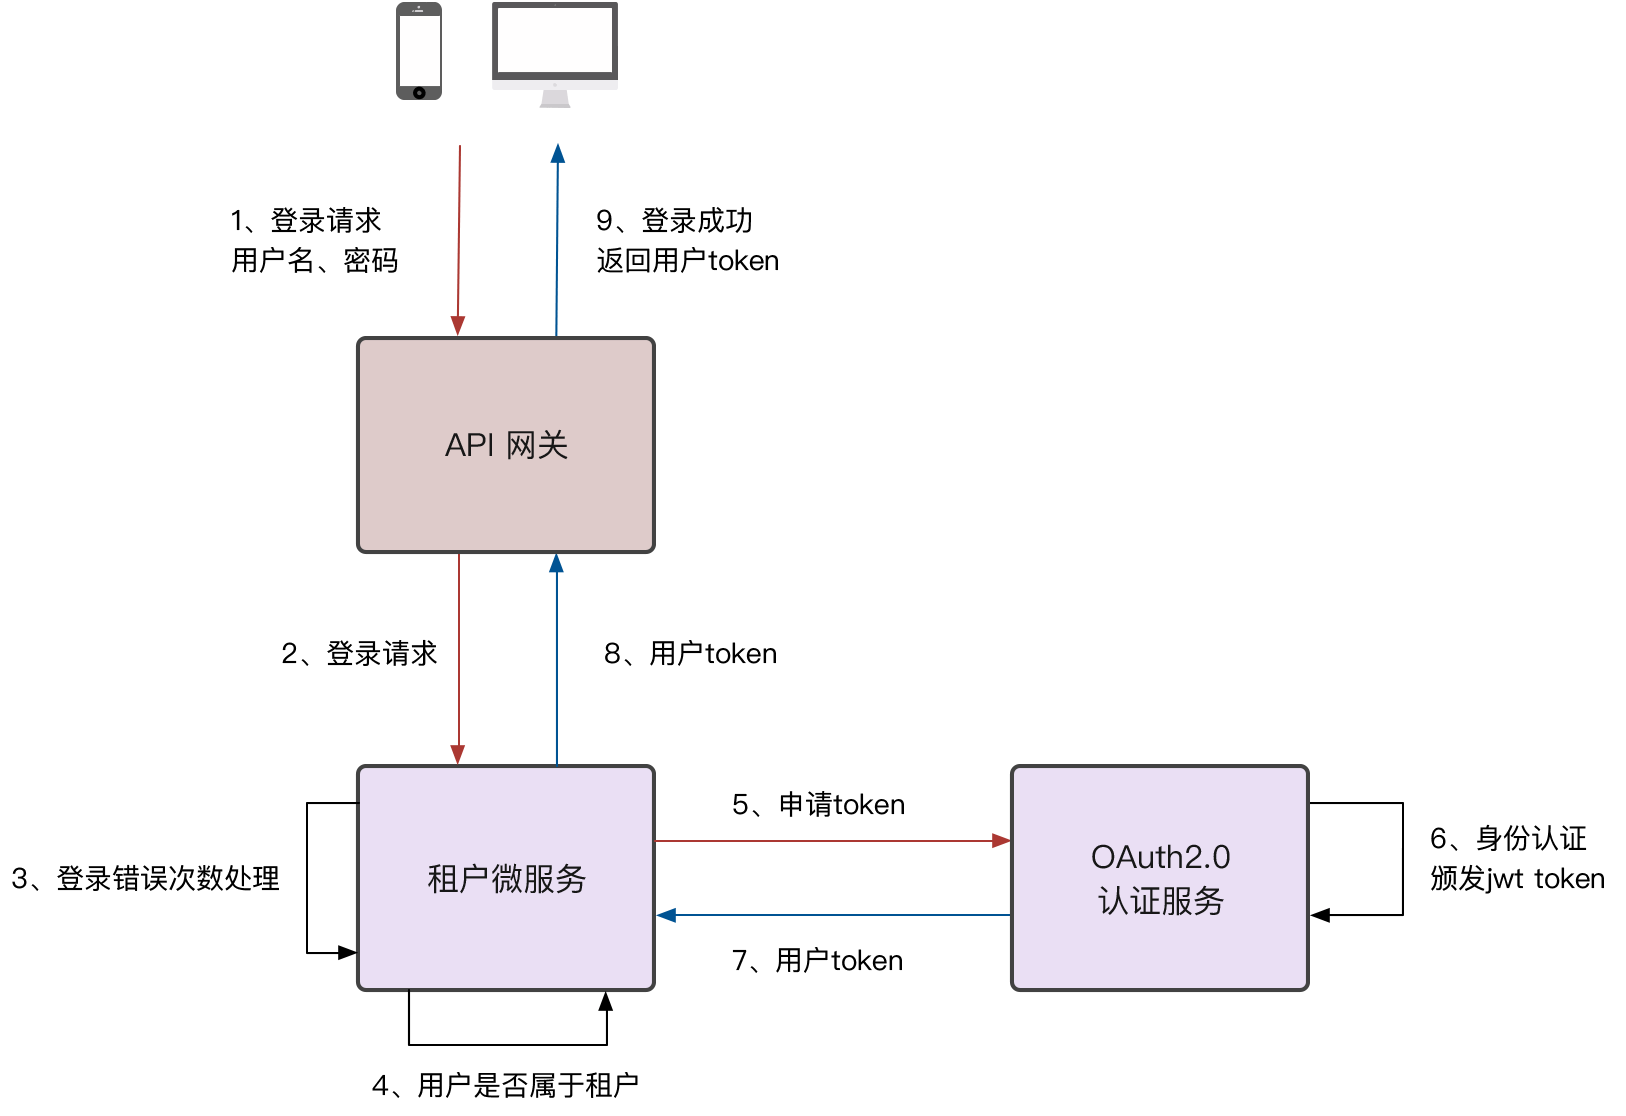 1、登录请求
用户名、密码
9、登录成功
返回用户token
API 网关
2、登录请求
8、用户token
3、登录错误次数处理
租户微服务
5、申请token
7、用户token
OAuth2.0
认证服务
6、身份认证
颁发jwt token
4、用户是否属于租户